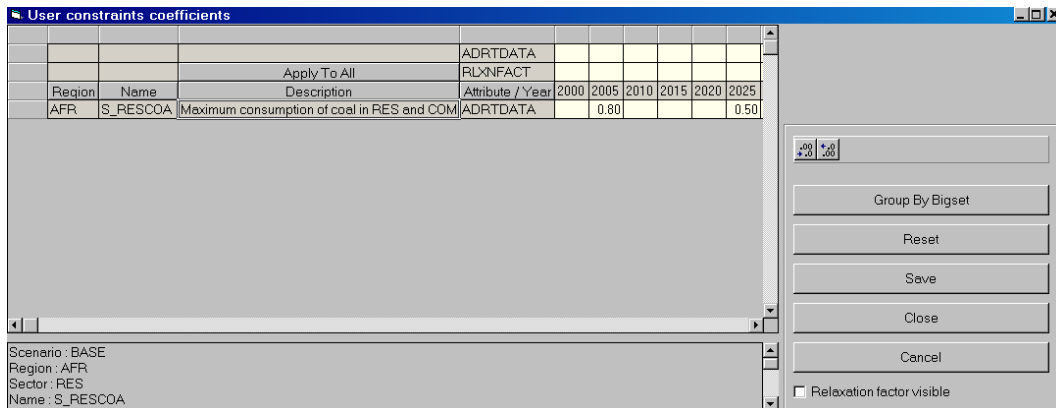 User constraints coefficients
ADRTDATA
Apply To All RLXNFACT
Region Name Description Attribute / Year 2000 2005 2010 2015 2020 2025
AFR S_RESCOA Maximum consumption of coal in RES and COM ADRTDATA 0.80 0.50
Group By Bigset
Reset
Save
Close
Cancel
Relaxation factor visible
Scenario : BASE
Region : AFR
Sector : RES
Name : S_RESCOA